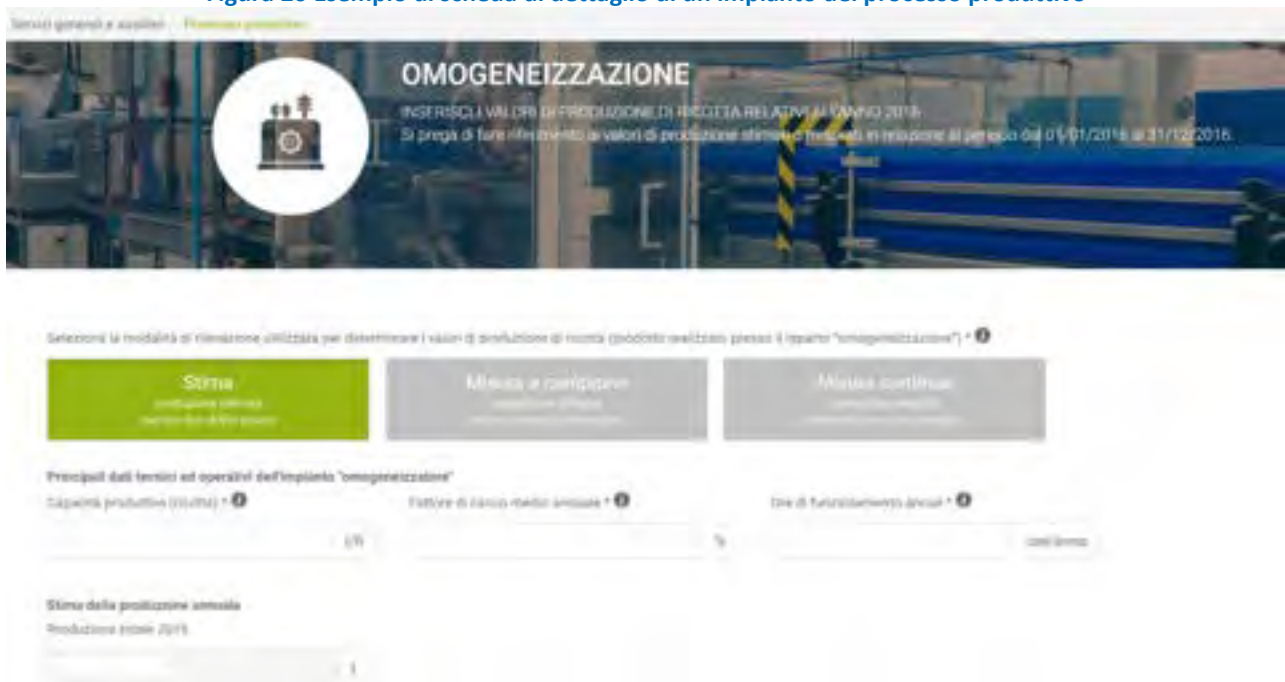 Figura 20 Esempio di scheda di dettaglio di un impianto del processo produttivo
Servizi generali e ausiliari Processo produttivo
OMOGENEIZZAZIONE
INSERISCI I VALORI DI PRODUZIONE DI RICOTTA RELATIVI ALL'ANNO 2016
Si prega di fare riferimento ai valori di produzione stimati o misurati in relazione al periodo dal 01/01/2016 al 31/12/2016.
Seleziona la modalità di rilevazione utilizzata per determinare i valori di produzione di ricotta (prodotto realizzato presso il reparto "omogeneizzazione") *
Stima Misura a campione Misura continua
Principali dati tecnici ed operativi dell'impianto "omogeneizzatore"
Capacità produttiva (ricotta) * Fattore di carico medio annuale * Ore di funzionamento annue *
t/h % ore/anno
Stima della produzione annuale
Produzione totale
t